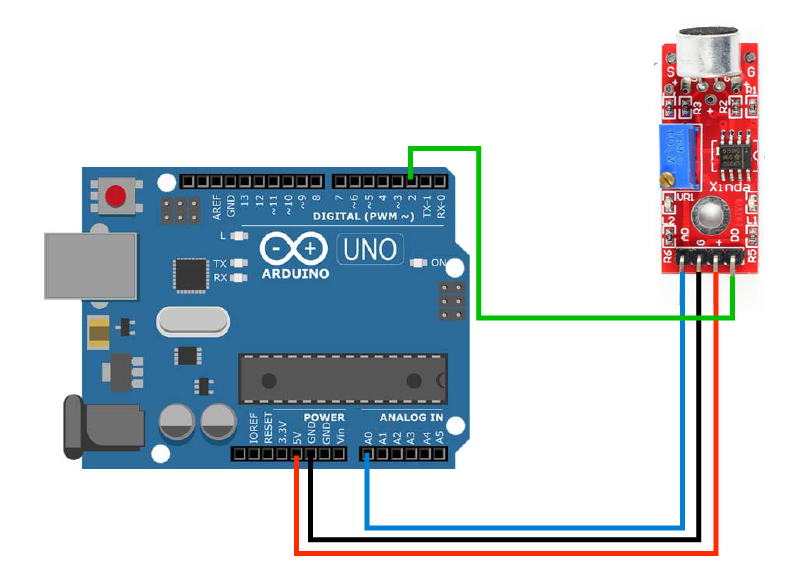 S G
R3 R2 R1
Xinda
VR1
R6 A0 G + D0 R5
AREF GND 13 12 ~11 ~10 ~9 8 7 ~6 ~5 4 ~3 2 TX-1 RX-0
DIGITAL (PWM ~)
L
TX
RX
UNO
ARDUINO
ON
POWER
ANALOG IN
IOREF RESET 3.3V 5V GND GND Vin A0 A1 A2 A3 A4 A5